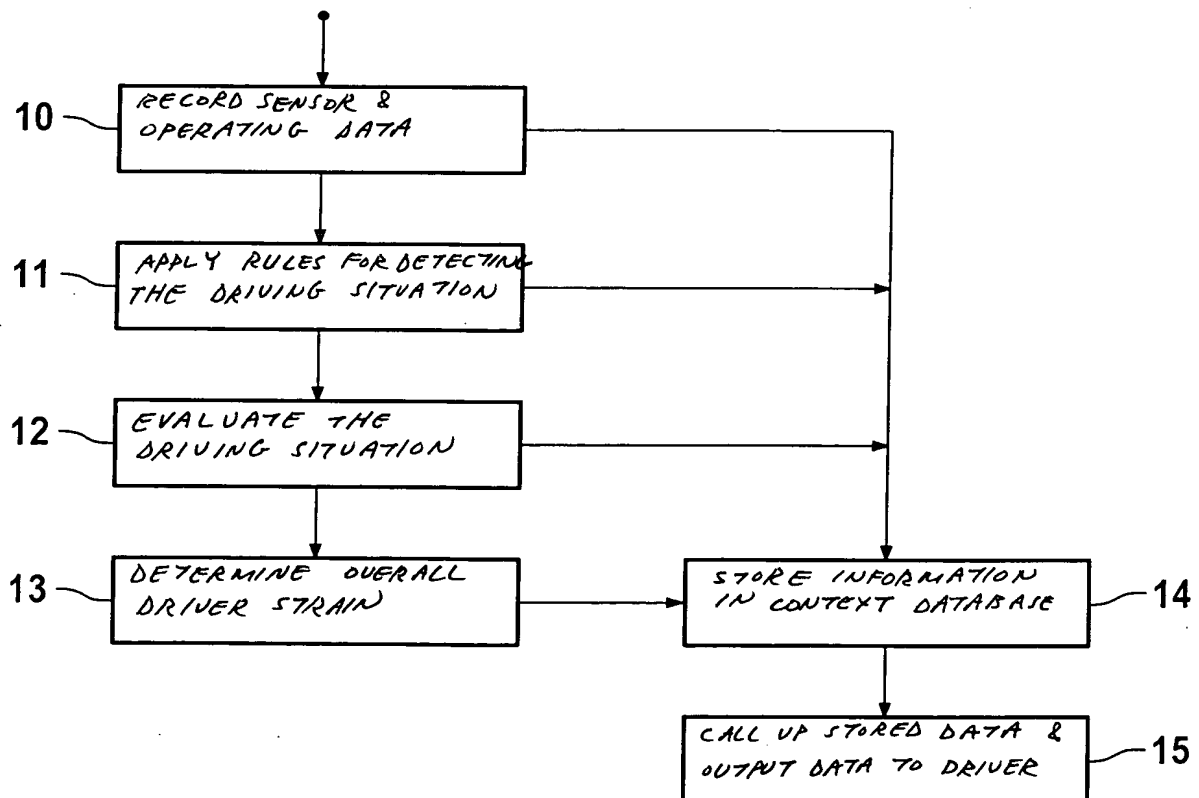 10
RECORD SENSOR &
OPERATING DATA
11
APPLY RULES FOR DETECTING
THE DRIVING SITUATION
12
EVALUATE THE
DRIVING SITUATION
13
DETERMINE OVERALL
DRIVER STRAIN
STORE INFORMATION
IN CONTEXT DATABASE
14
CALL UP STORED DATA &
OUTPUT DATA TO DRIVER
15